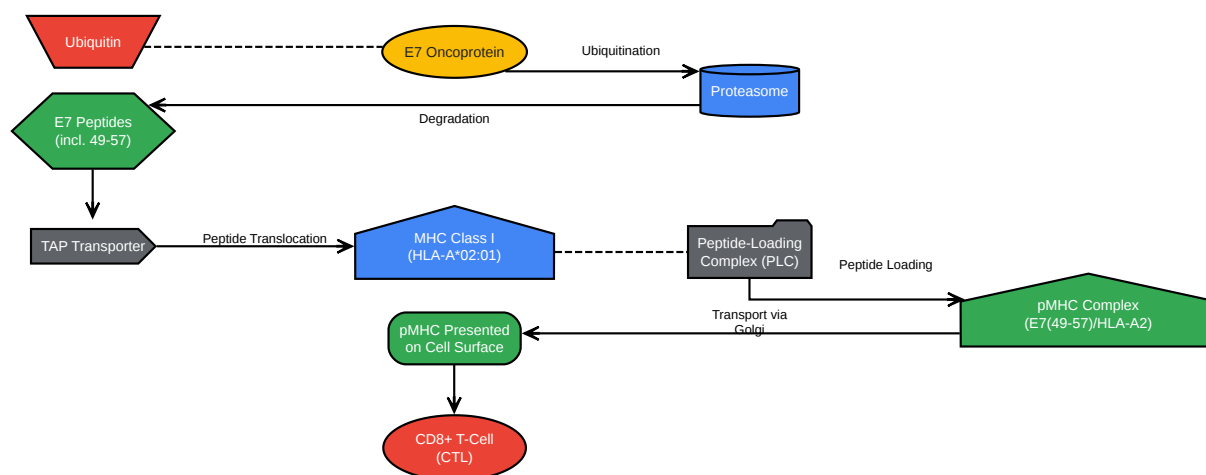 Ubiquitin
E7 Oncoprotein
Ubiquitination
Proteasome
Degradation
E7 Peptides
(incl. 49-57)
TAP Transporter
Peptide Translocation
MHC Class I
(HLA-A*02:01)
Peptide-Loading
Complex (PLC)
Peptide Loading
pMHC Complex
(E7(49-57)/HLA-A2)
Transport via
Golgi
pMHC Presented
on Cell Surface
CD8+ T-Cell
(CTL)